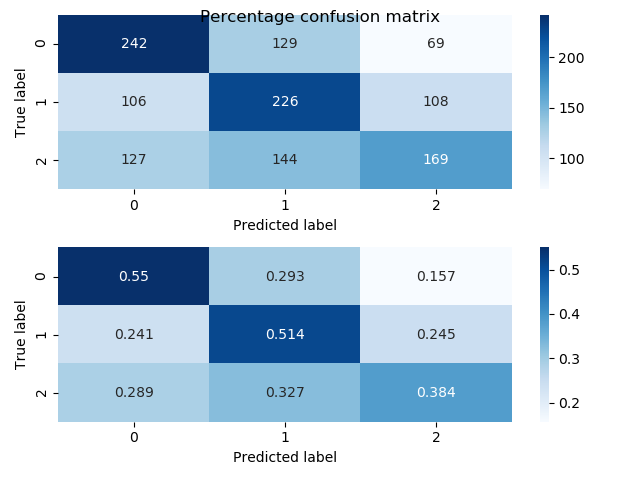 Percentage confusion matrix
True label
0 242 129 69
1 106 226 108
2 127 144 169
0 1 2
Predicted label
200
150
100
True label
0 0.55 0.293 0.157
1 0.241 0.514 0.245
2 0.289 0.327 0.384
0 1 2
Predicted label
0.5
0.4
0.3
0.2